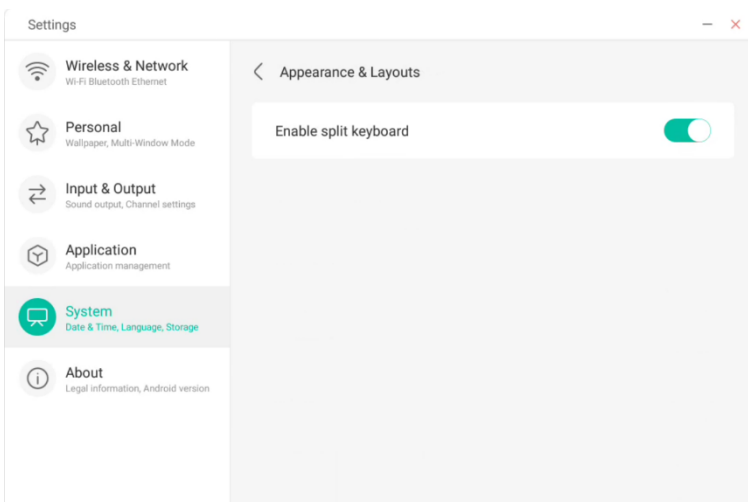 Settings
Wireless & Network
Wi-Fi Bluetooth Ethernet
Personal
Wallpaper, Multi-Window Mode
Input & Output
Sound output, Channel settings
Application
Application management
System
Date & Time, Language, Storage
About
Legal information, Android version
Appearance & Layouts
Enable split keyboard